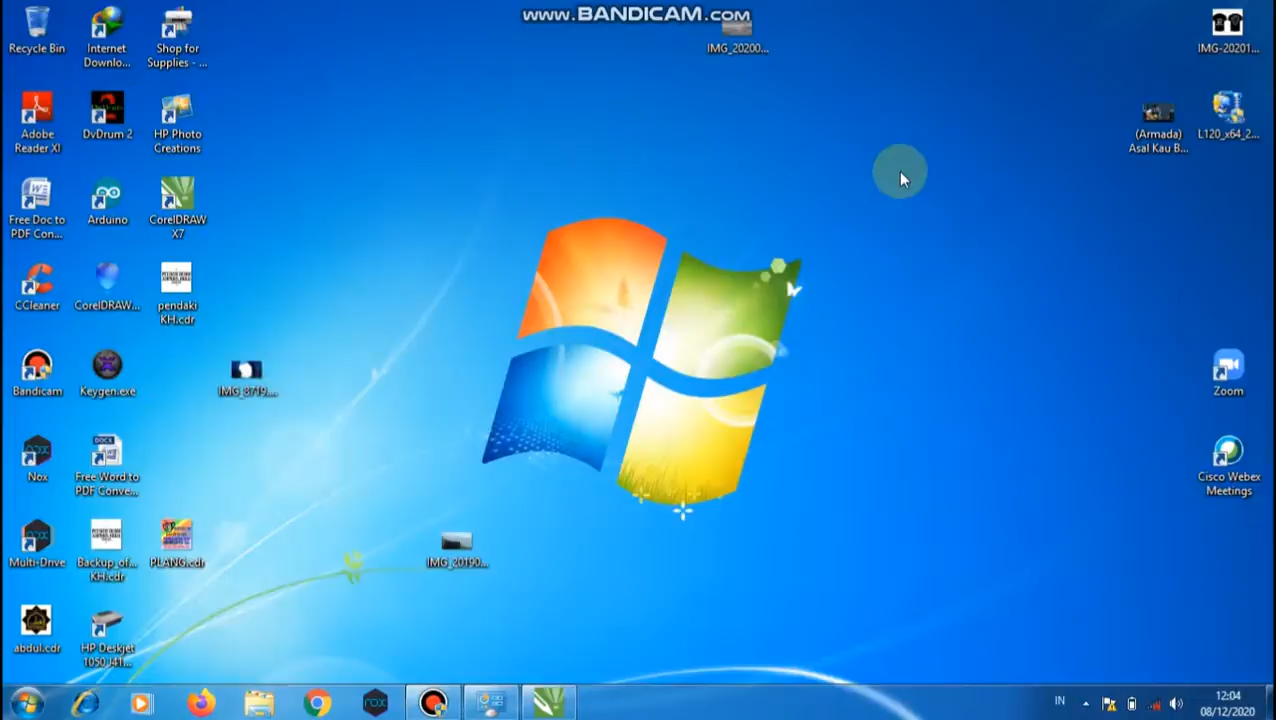 www.BANDICAM.com
Recycle Bin
Internet
Downlo...
Shop for
Supplies - ...
IMG_20200...
IMG-20201...
Adobe
Reader XI
DvDrum 2
HP Photo
Creations
(Armada)
Asal Kau B...
L120_x64_2...
Free Doc to
PDF Con...
Arduino
CorelDRAW
X7
CCleaner
CorelDRAW...
pendaki
KH.cdr
Bandicam
Keygen.exe
IMG_8719....
Zoom
Nox
Free Word to
PDF Conve...
Cisco Webex
Meetings
Multi-Drive
Backup_of...
KH.cdr
PLANG.cdr
IMG_20190...
abdul.cdr
HP Deskjet
1050 J41...
IN
12:04
08/12/2020